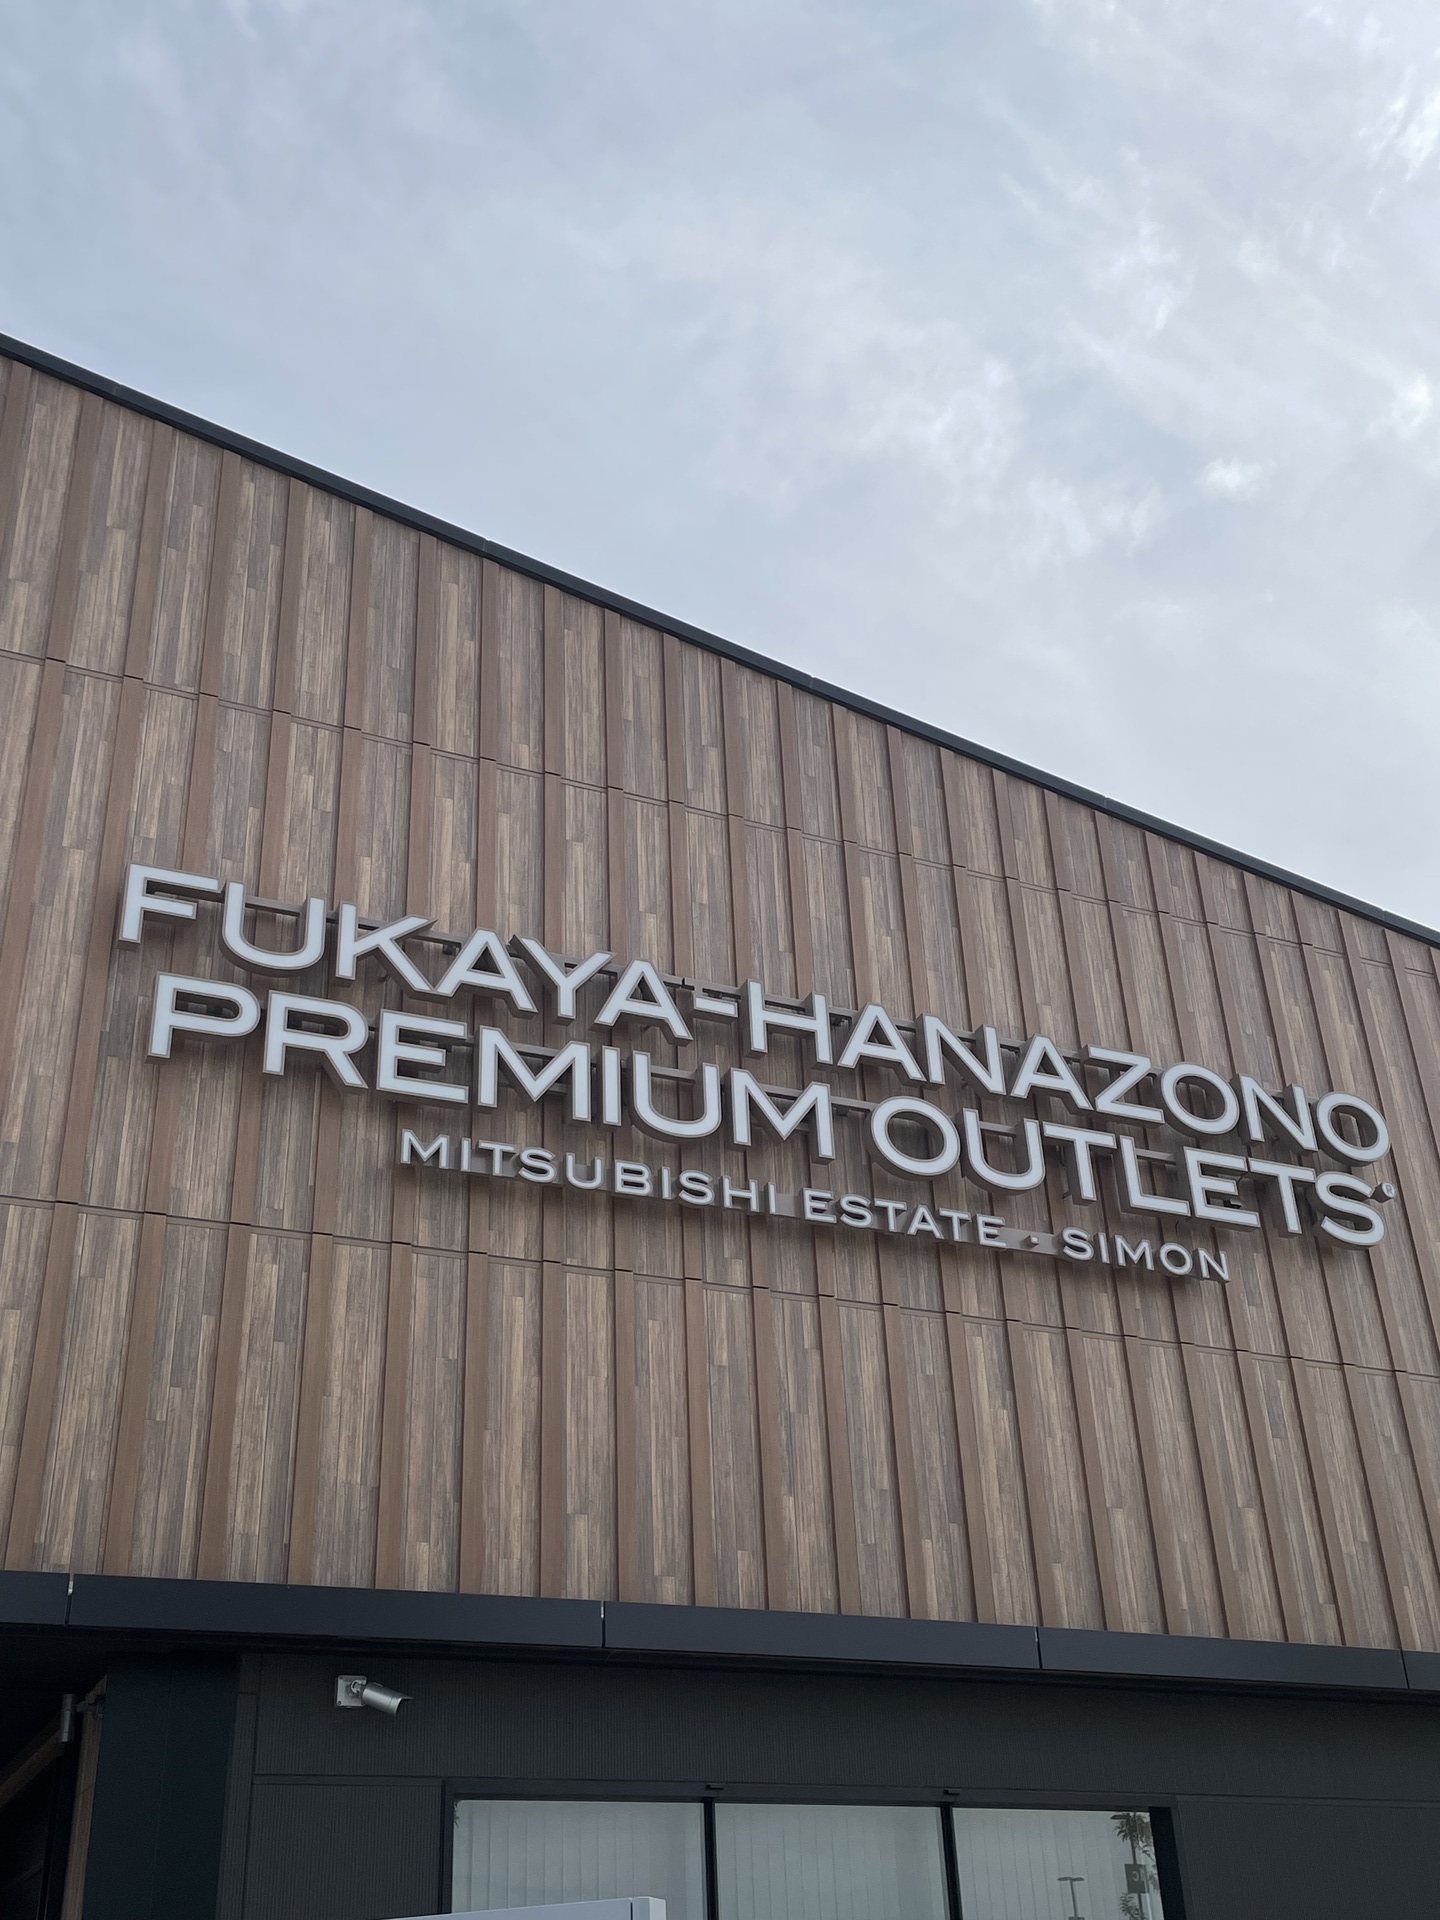 FUKAYA-HANAZONO
PREMIUM OUTLETS®
MITSUBISHI ESTATE · SIMON